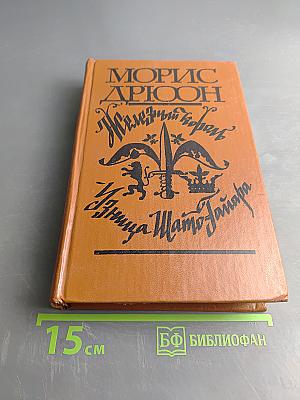 МОРИС
ДРЮОН
Железный король
Узница Шато-Гайара
15 см
БФ БИБЛИОФАН